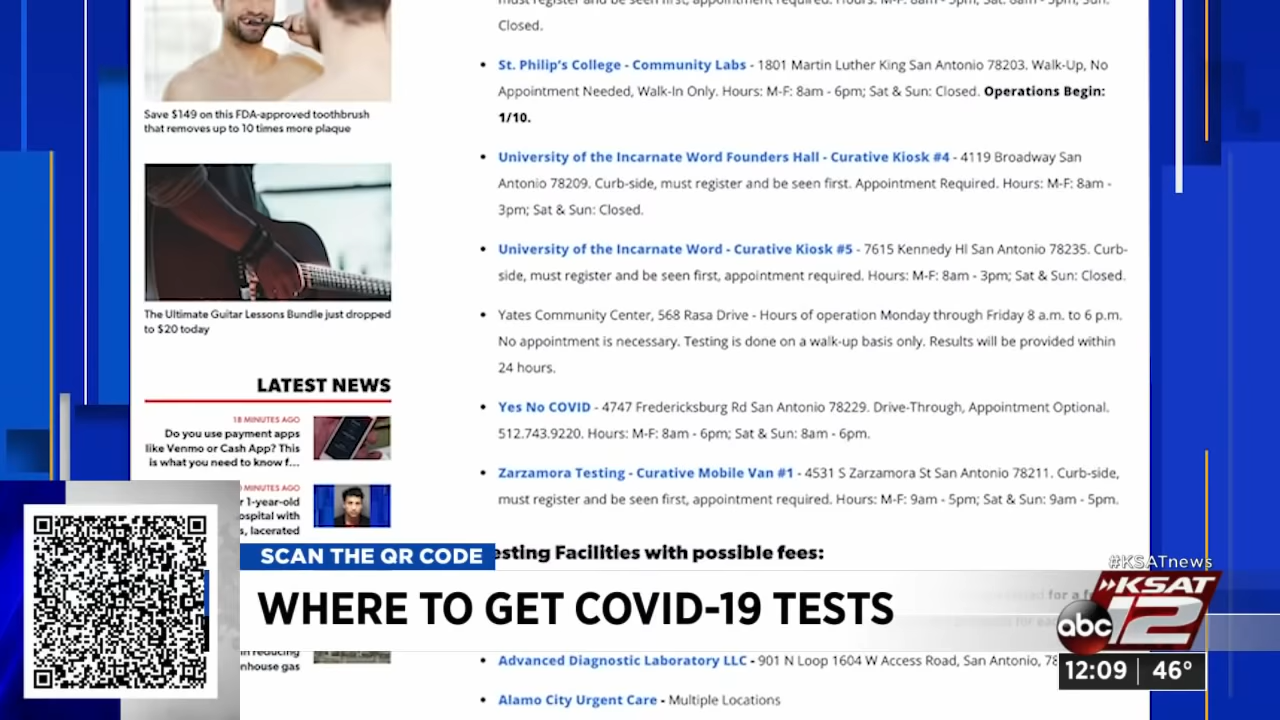 must register and be seen first, appointment required. Hours: M-F: 8am - 5pm; Sat: 8am - 5pm; Sun:
Closed.
• St. Philip's College - Community Labs - 1801 Martin Luther King San Antonio 78203. Walk-Up, No
Appointment Needed, Walk-In Only. Hours: M-F: 8am - 6pm; Sat & Sun: Closed. Operations Begin:
1/10.
• University of the Incarnate Word Founders Hall - Curative Kiosk #4 - 4119 Broadway San
Antonio 78209. Curb-side, must register and be seen first. Appointment Required. Hours: M-F: 8am -
3pm; Sat & Sun: Closed.
• University of the Incarnate Word - Curative Kiosk #5 - 7615 Kennedy Hl San Antonio 78235. Curb-
side, must register and be seen first, appointment required. Hours: M-F: 8am - 3pm; Sat & Sun: Closed.
• Yates Community Center, 568 Rasa Drive - Hours of operation Monday through Friday 8 a.m. to 6 p.m.
No appointment is necessary. Testing is done on a walk-up basis only. Results will be provided within
24 hours.
• Yes No COVID - 4747 Fredericksburg Rd San Antonio 78229. Drive-Through, Appointment Optional.
512.743.9220. Hours: M-F: 8am - 6pm; Sat & Sun: 8am - 6pm.
• Zarzamora Testing - Curative Mobile Van #1 - 4531 S Zarzamora St San Antonio 78211. Curb-side,
must register and be seen first, appointment required. Hours: M-F: 9am - 5pm; Sat & Sun: 9am - 5pm.
esting Facilities with possible fees:
• Advanced Diagnostic Laboratory LLC - 901 N Loop 1604 W Access Road, San Antonio, 78
• Alamo City Urgent Care - Multiple Locations
Save $149 on this FDA-approved toothbrush
that removes up to 10 times more plaque
The Ultimate Guitar Lessons Bundle just dropped
to $20 today
LATEST NEWS
18 MINUTES AGO
Do you use payment apps
like Venmo or Cash App? This
is what you need to know f...
MINUTES AGO
r 1-year-old
ospital with
s, lacerated
in reducing
nhouse gas
SCAN THE QR CODE
WHERE TO GET COVID-19 TESTS
#KSATnews
KSAT
12
abc
12:09 46°